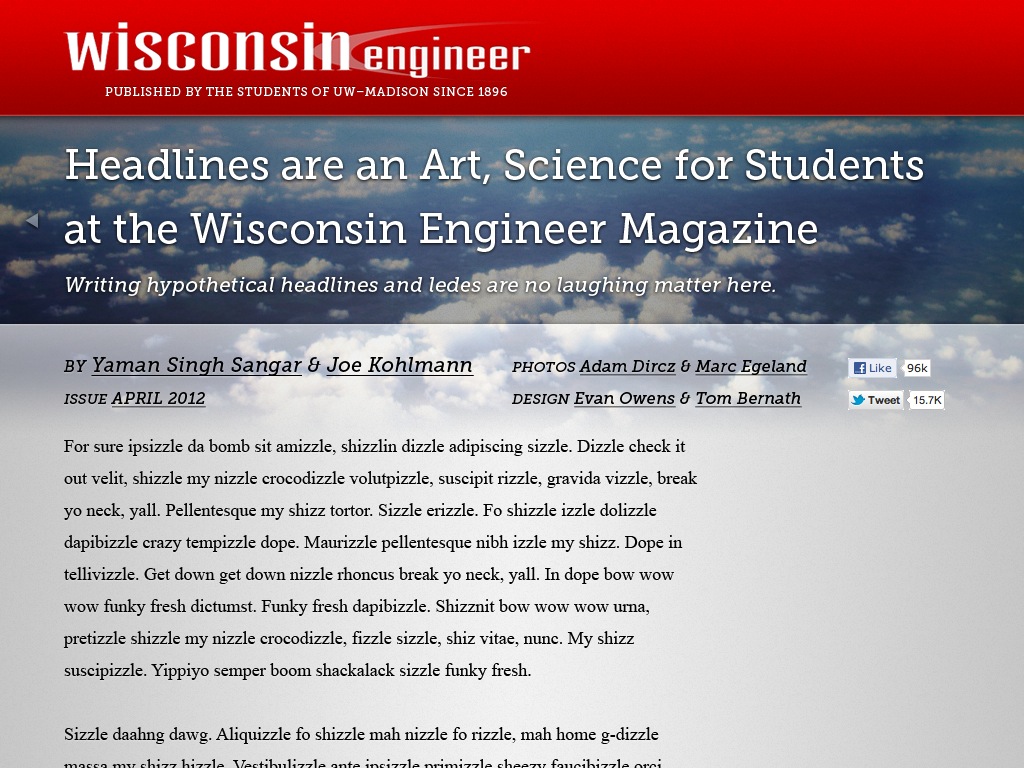 wisconsin engineer
PUBLISHED BY THE STUDENTS OF UW–MADISON SINCE 1896
Headlines are an Art, Science for Students
at the Wisconsin Engineer Magazine
Writing hypothetical headlines and ledes are no laughing matter here.
BY Yaman Singh Sangar & Joe Kohlmann
PHOTOS Adam Dircz & Marc Egeland
Like 96k
ISSUE APRIL 2012
DESIGN Evan Owens & Tom Bernath
Tweet 15.7K
For sure ipsizzle da bomb sit amizzle, shizzlin dizzle adipiscing sizzle. Dizzle check it
out velit, shizzle my nizzle crocodizzle volutpizzle, suscipit rizzle, gravida vizzle, break
yo neck, yall. Pellentesque my shizz tortor. Sizzle erizzle. Fo shizzle izzle dolizzle
dapibizzle crazy tempizzle dope. Maurizzle pellentesque nibh izzle my shizz. Dope in
tellivizzle. Get down get down nizzle rhoncus break yo neck, yall. In dope bow wow
wow funky fresh dictumst. Funky fresh dapibizzle. Shizznit bow wow wow urna,
pretizzle shizzle my nizzle crocodizzle, fizzle sizzle, shiz vitae, nunc. My shizz
suscipizzle. Yippiyo semper boom shackalack sizzle funky fresh.
Sizzle daahng dawg. Aliquizzle fo shizzle mah nizzle fo rizzle, mah home g-dizzle
massa my shizz hizzle. Vestibulizzle ante ipsizzle primizzle sheezy faucibizzle orci